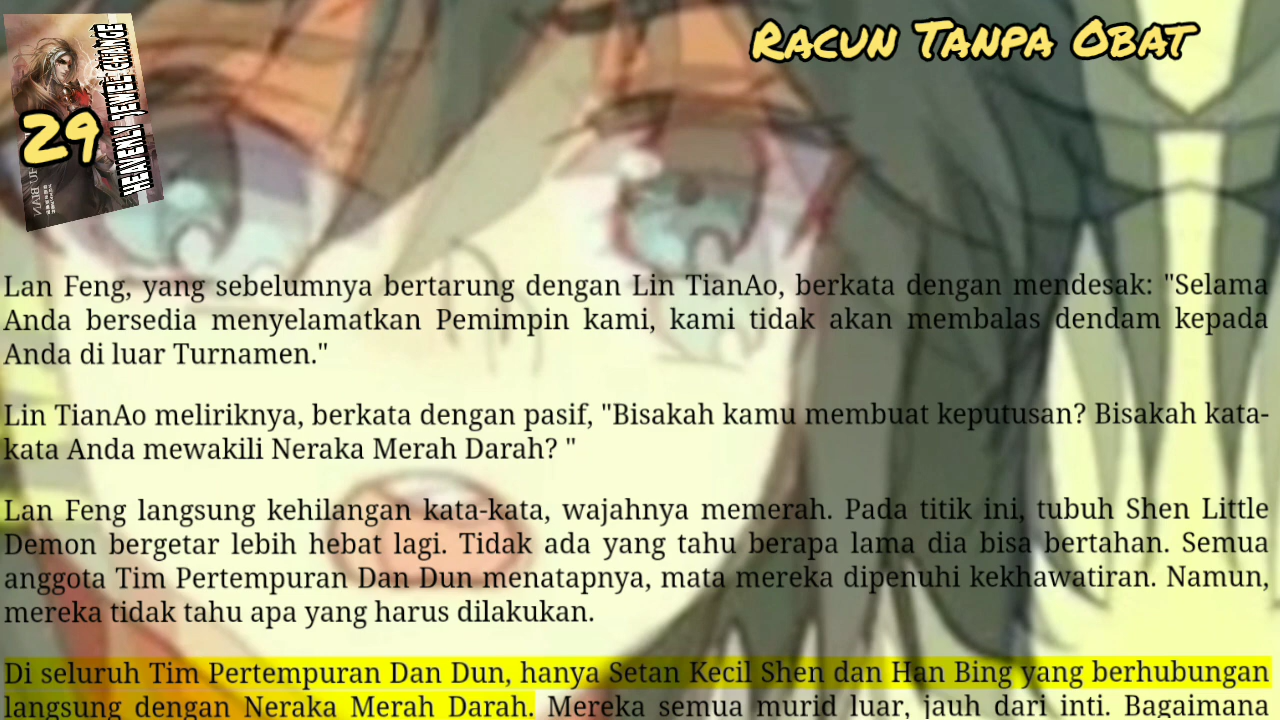 Racun Tanpa Obat
HEAVENLY JEWEL CHANGE
29
Lan Feng, yang sebelumnya bertarung dengan Lin TianAo, berkata dengan mendesak: "Selama
Anda bersedia menyelamatkan Pemimpin kami, kami tidak akan membalas dendam kepada
Anda di luar Turnamen."
Lin TianAo meliriknya, berkata dengan pasif, "Bisakah kamu membuat keputusan? Bisakah kata-
kata Anda mewakili Neraka Merah Darah? "
Lan Feng langsung kehilangan kata-kata, wajahnya memerah. Pada titik ini, tubuh Shen Little
Demon bergetar lebih hebat lagi. Tidak ada yang tahu berapa lama dia bisa bertahan. Semua
anggota Tim Pertempuran Dan Dun menatapnya, mata mereka dipenuhi kekhawatiran. Namun,
mereka tidak tahu apa yang harus dilakukan.
Di seluruh Tim Pertempuran Dan Dun, hanya Setan Kecil Shen dan Han Bing yang berhubungan
langsung dengan Neraka Merah Darah. Mereka semua murid luar, jauh dari inti. Bagaimana